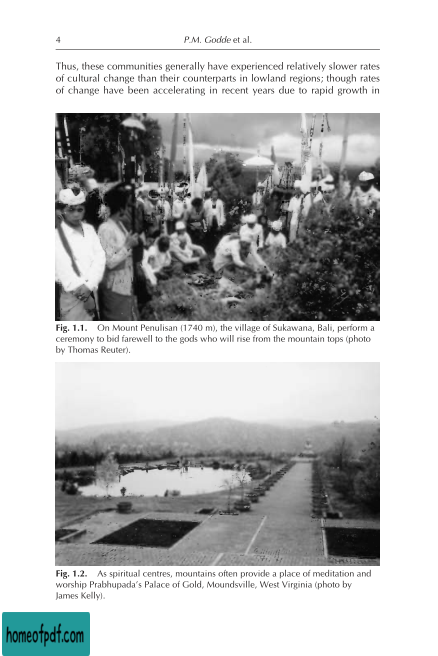 4
P.M. Godde et al.
Thus, these communities generally have experienced relatively slower rates
of cultural change than their counterparts in lowland regions; though rates
of change have been accelerating in recent years due to rapid growth in
Fig. 1.1. On Mount Penulisan (1740 m), the village of Sukawana, Bali, perform a
ceremony to bid farewell to the gods who will rise from the mountain tops (photo
by Thomas Reuter).
Fig. 1.2. As spiritual centres, mountains often provide a place of meditation and
worship Prabhupada's Palace of Gold, Moundsville, West Virginia (photo by
James Kelly).
homeofpdf.com